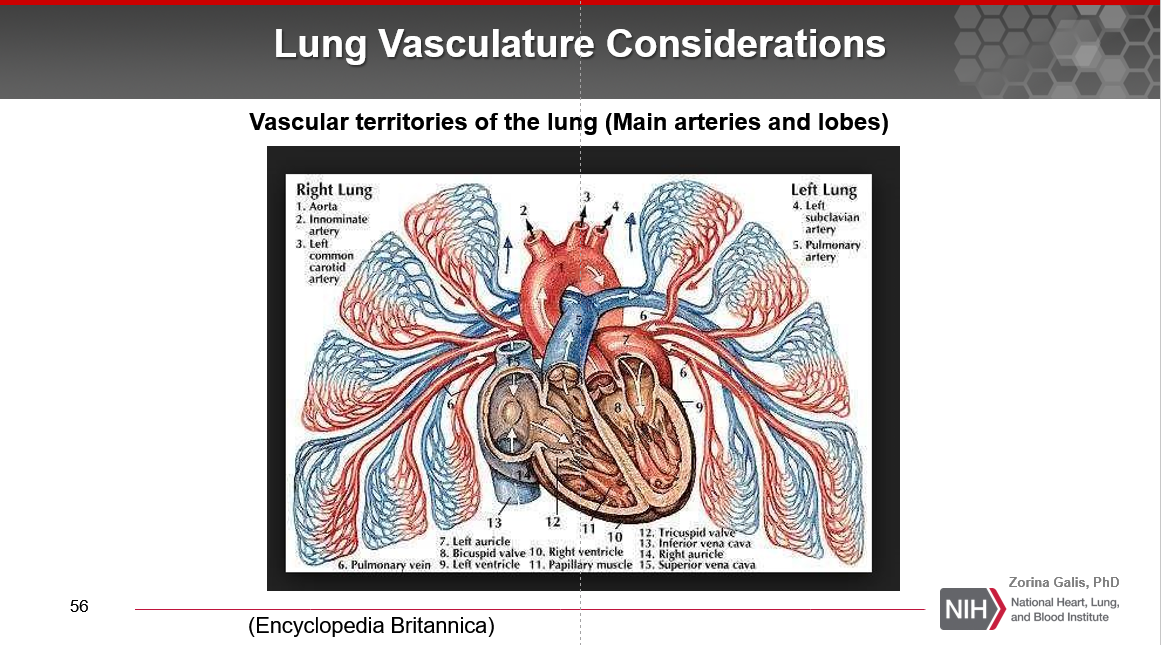 Lung Vasculature Considerations
Vascular territories of the lung (Main arteries and lobes)
Right Lung
1. Aorta
2. Innominate
artery
3. Left
common
carotid
artery
Left Lung
4. Left
subclavian
artery
5. Pulmonary
artery
2
3
4
1
5
6
7
6
15
6
8
9
14
13
12
11
10
7. Left auricle
8. Bicuspid valve
6. Pulmonary vein
9. Left ventricle
10. Right ventricle
11. Papillary muscle
12. Tricuspid valve
13. Inferior vena cava
14. Right auricle
15. Superior vena cava
Zorina Galis, PhD
NIH
National Heart, Lung,
and Blood Institute
56
(Encyclopedia Britannica)